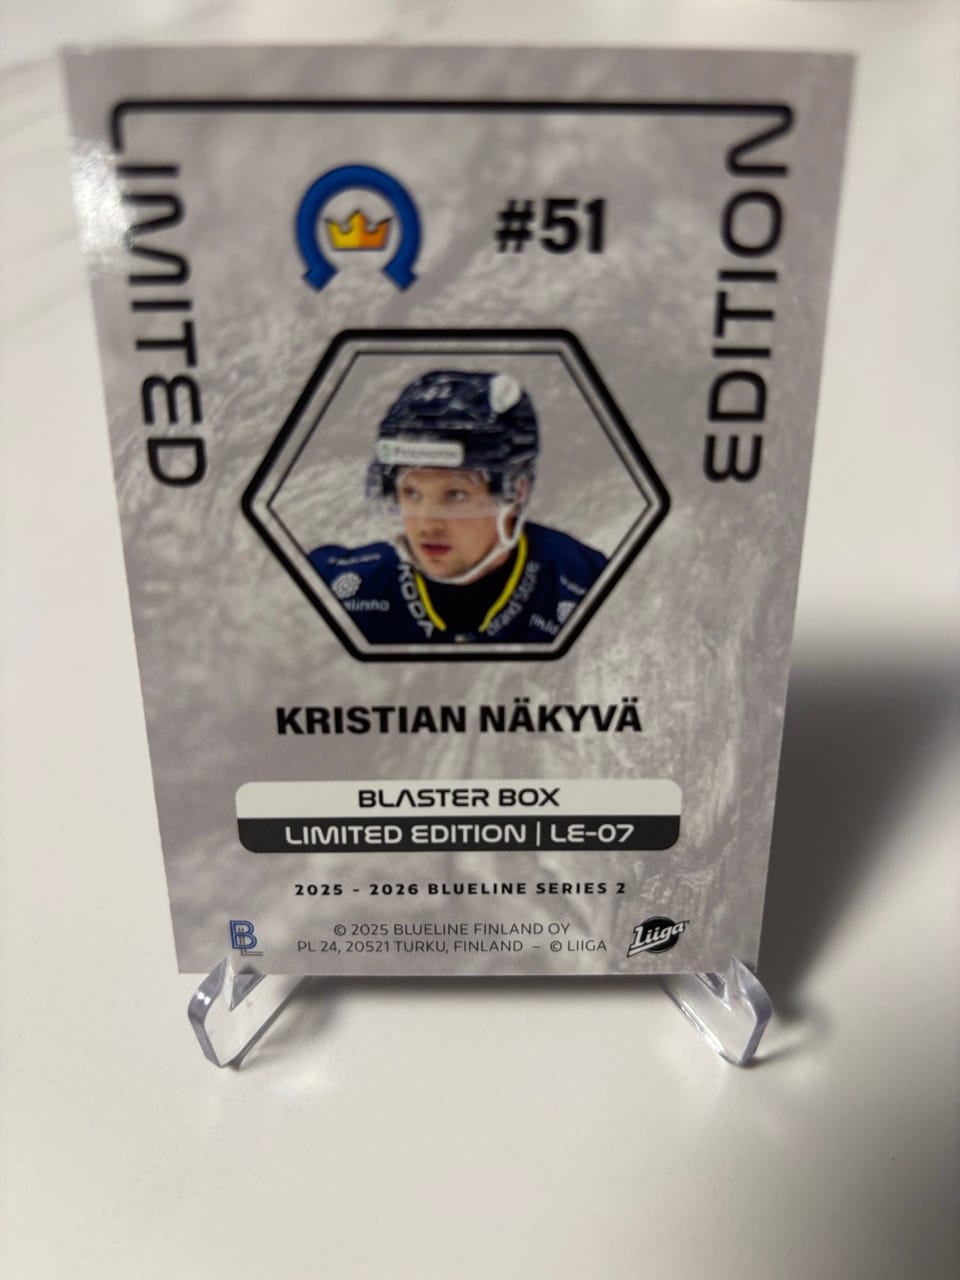 LIMITED
EDITION
#51
KRISTIAN NÄKYVÄ
BLASTER BOX
LIMITED EDITION | LE-07
2025 - 2026 BLUELINE SERIES 2
BL
© 2025 BLUELINE FINLAND OY
PL 24, 20521 TURKU, FINLAND - © LIIGA
Liiga